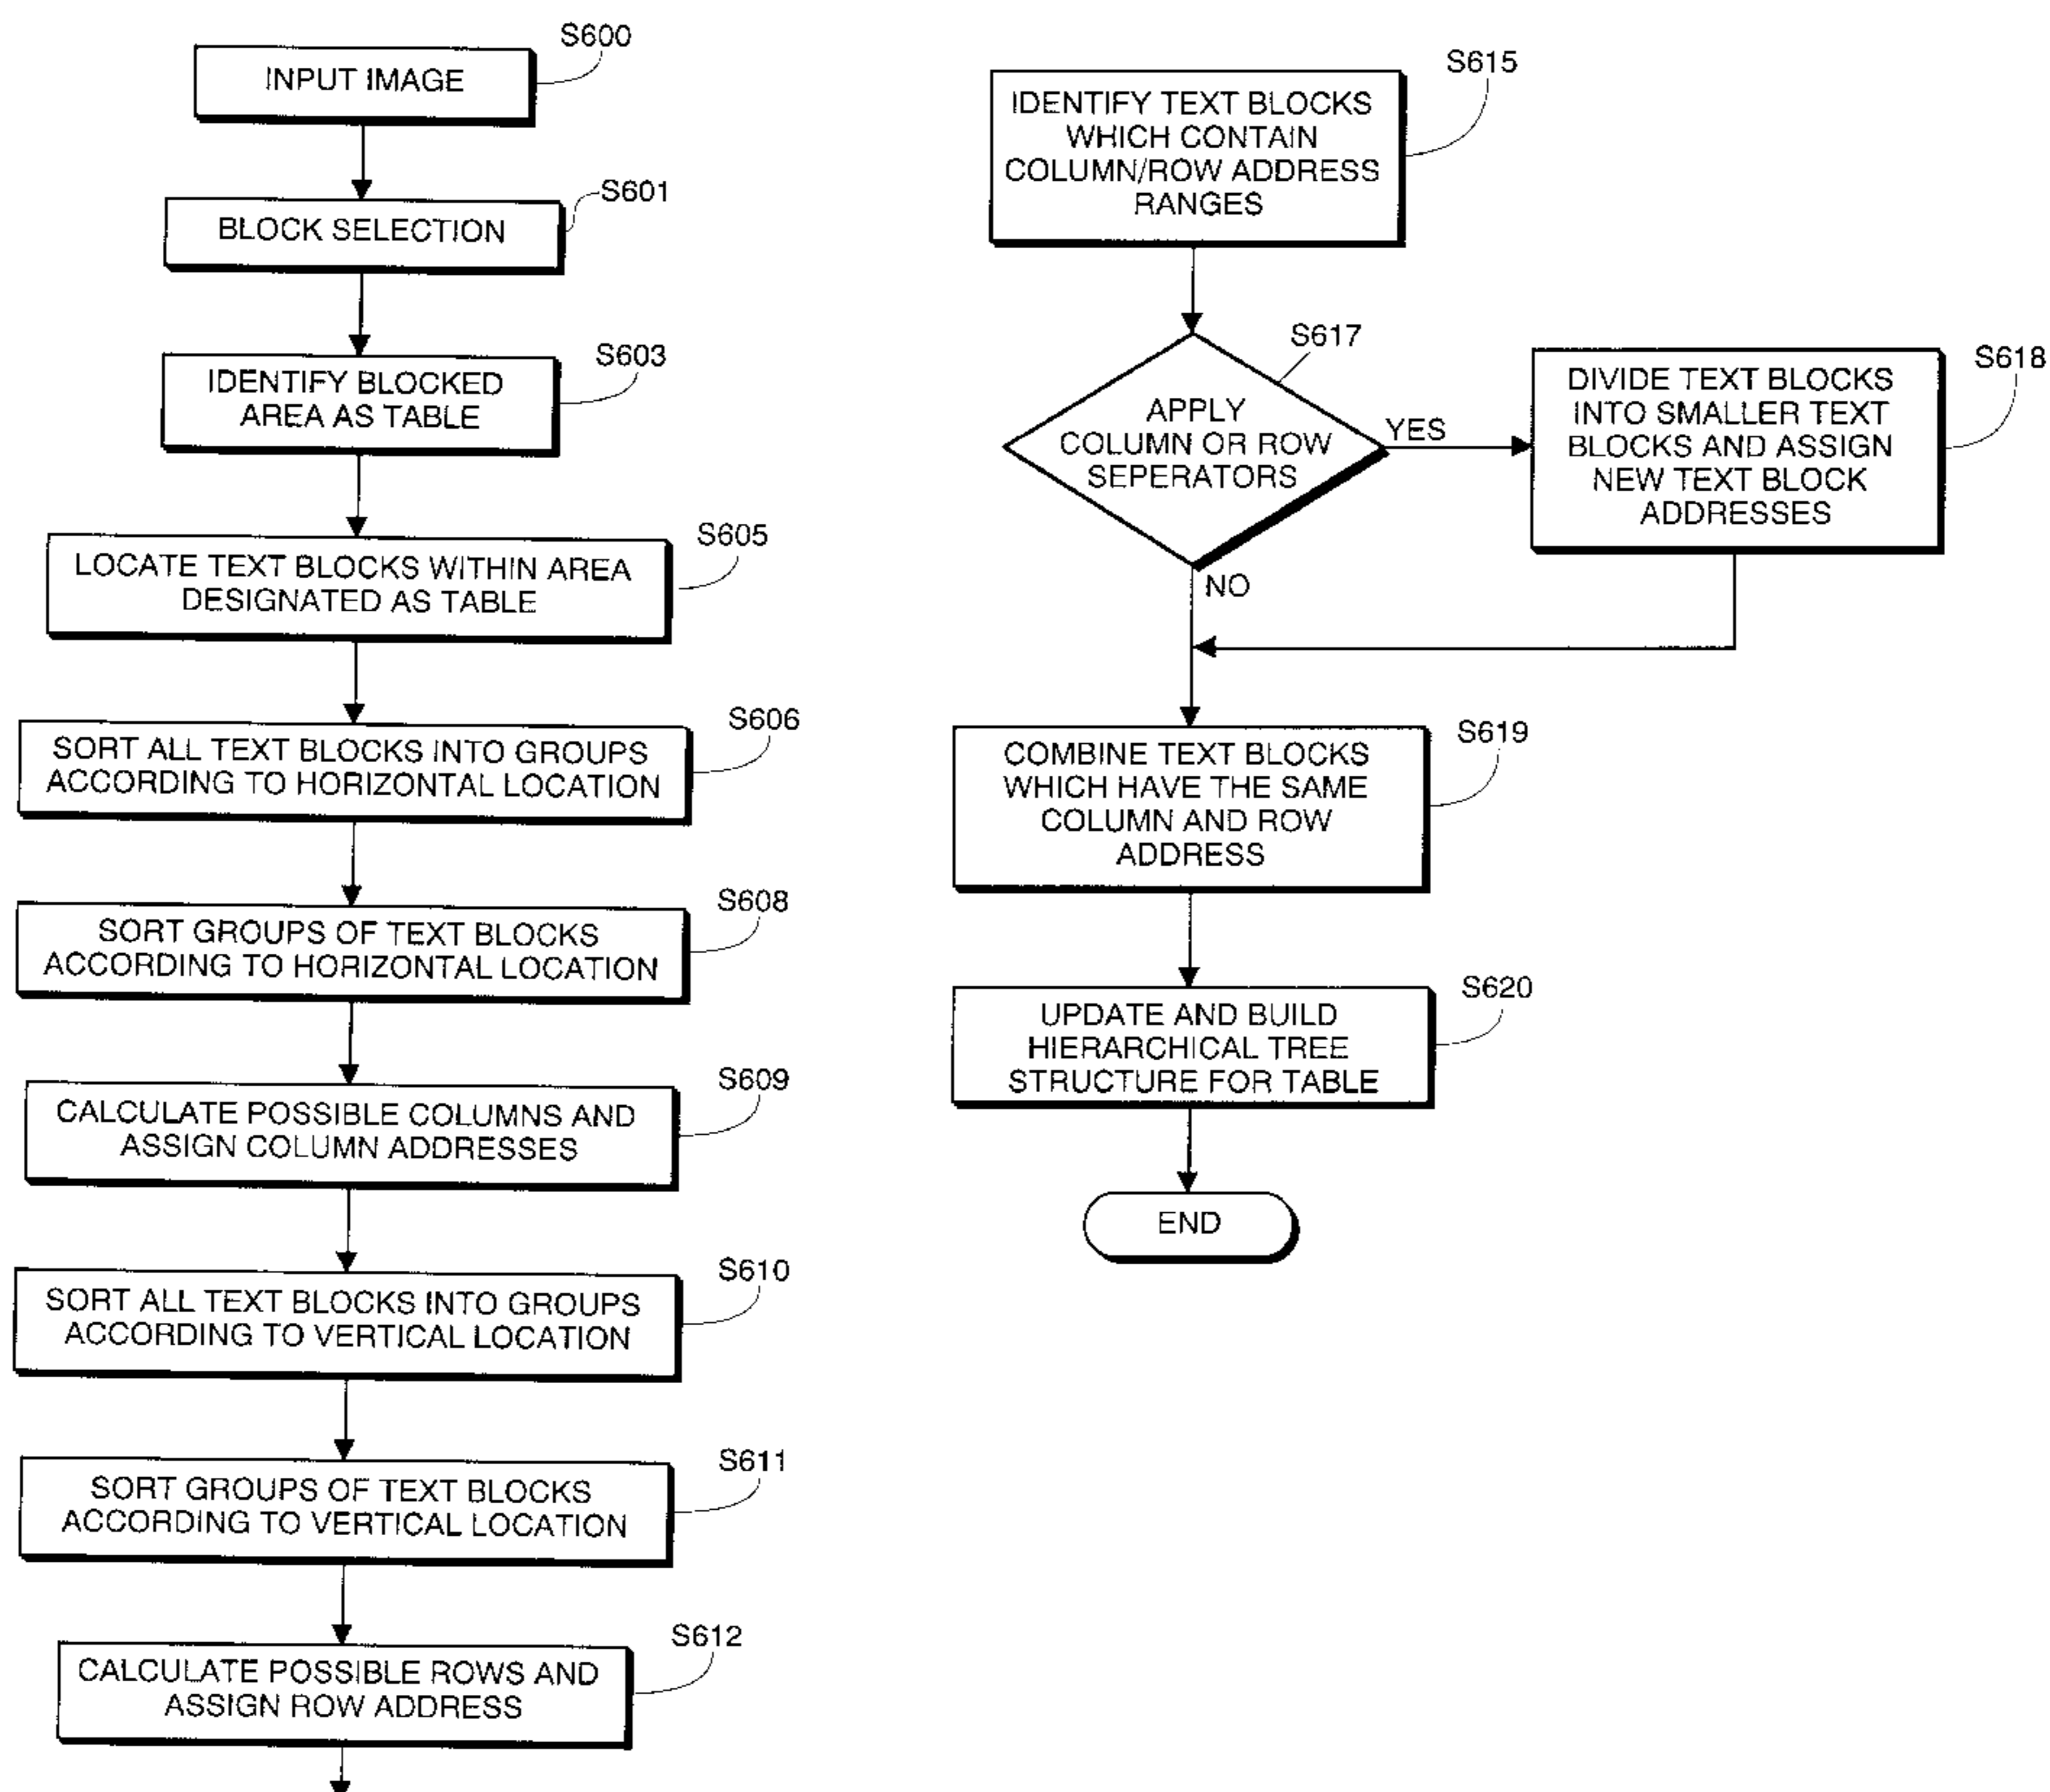 S600
INPUT IMAGE
S601
BLOCK SELECTION
S603
IDENTIFY BLOCKED
AREA AS TABLE
S605
LOCATE TEXT BLOCKS WITHIN AREA
DESIGNATED AS TABLE
S606
SORT ALL TEXT BLOCKS INTO GROUPS
ACCORDING TO HORIZONTAL LOCATION
S608
SORT GROUPS OF TEXT BLOCKS
ACCORDING TO HORIZONTAL LOCATION
S609
CALCULATE POSSIBLE COLUMNS AND
ASSIGN COLUMN ADDRESSES
S610
SORT ALL TEXT BLOCKS INTO GROUPS
ACCORDING TO VERTICAL LOCATION
S611
SORT GROUPS OF TEXT BLOCKS
ACCORDING TO VERTICAL LOCATION
S612
CALCULATE POSSIBLE ROWS AND
ASSIGN ROW ADDRESS
S615
IDENTIFY TEXT BLOCKS
WHICH CONTAIN
COLUMN/ROW ADDRESS
RANGES
S617
APPLY
COLUMN OR ROW
SEPERATORS
YES
NO
S618
DIVIDE TEXT BLOCKS
INTO SMALLER TEXT
BLOCKS AND ASSIGN
NEW TEXT BLOCK
ADDRESSES
S619
COMBINE TEXT BLOCKS
WHICH HAVE THE SAME
COLUMN AND ROW
ADDRESS
S620
UPDATE AND BUILD
HIERARCHICAL TREE
STRUCTURE FOR TABLE
END